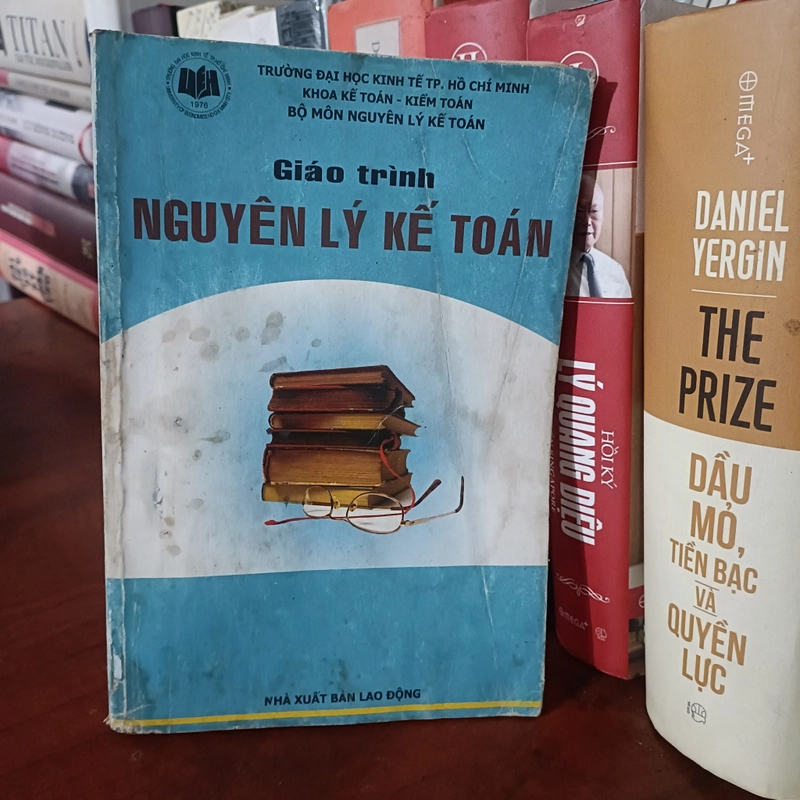 TITAN
1976
TRƯỜNG ĐẠI HỌC KINH TẾ TP. HỒ CHÍ MINH
KHOA KẾ TOÁN - KIỂM TOÁN
BỘ MÔN NGUYÊN LÝ KẾ TOÁN
Giáo trình
NGUYÊN LÝ KẾ TOÁN
NHÀ XUẤT BẢN LAO ĐỘNG
HỒI KÝ
LÝ QUANG DIỆU
OMEGA+
OMEGA+
DANIEL
YERGIN
THE
PRIZE
DẦU
MỎ,
TIỀN BẠC
VÀ
QUYỀN
LỰC